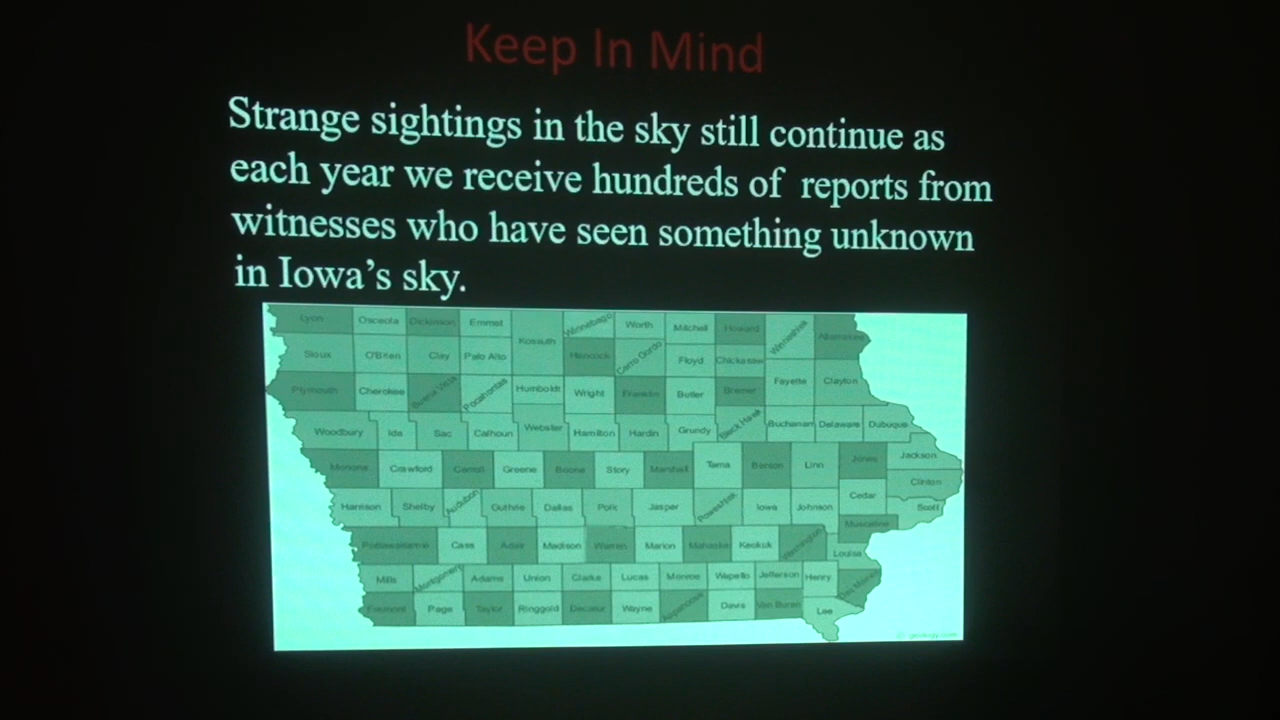 Keep In Mind
Strange sightings in the sky still continue as
each year we receive hundreds of reports from
witnesses who have seen something unknown
in Iowa's sky.
Lyon Osceola Dickinson Emmet Kossuth Winnebago Worth Mitchell Howard Winneshiek Allamakee
Sioux O'Brien Clay Palo Alto Hancock Cerro Gordo Floyd Chickasaw
Plymouth Cherokee Buena Vista Pocahontas Humboldt Wright Franklin Butler Bremer Fayette Clayton
Woodbury Ida Sac Calhoun Webster Hamilton Hardin Grundy Black Hawk Buchanan Delaware Dubuque
Monona Crawford Carroll Greene Boone Story Marshall Tama Benton Linn Jones Jackson
Clinton
Harrison Shelby Audubon Guthrie Dallas Polk Jasper Poweshiek Iowa Johnson Cedar Scott
Muscatine
Pottawattamie Cass Adair Madison Warren Marion Mahaska Keokuk Washington Louisa
Mills Montgomery Adams Union Clarke Lucas Monroe Wapello Jefferson Henry Des Moines
Fremont Page Taylor Ringgold Decatur Wayne Appanoose Davis Van Buren Lee
geology.com